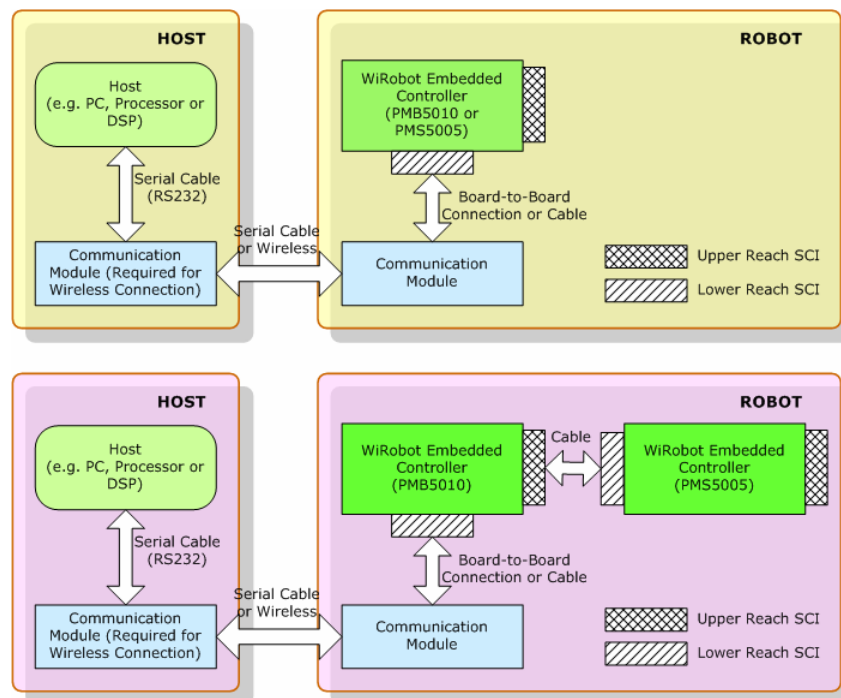 HOST
Host
(e.g. PC, Processor or
DSP)
Serial Cable
(RS232)
Communication
Module (Required for
Wireless Connection)
Serial Cable
or Wireless
ROBOT
WiRobot Embedded
Controller
(PMB5010 or
PMS5005)
Board-to-Board
Connection or Cable
Communication
Module
Upper Reach SCI
Lower Reach SCI
HOST
Host
(e.g. PC, Processor or
DSP)
Serial Cable
(RS232)
Communication
Module (Required for
Wireless Connection)
Serial Cable
or Wireless
ROBOT
WiRobot Embedded
Controller
(PMB5010)
Cable
WiRobot Embedded
Controller
(PMS5005)
Board-to-Board
Connection or Cable
Communication
Module
Upper Reach SCI
Lower Reach SCI